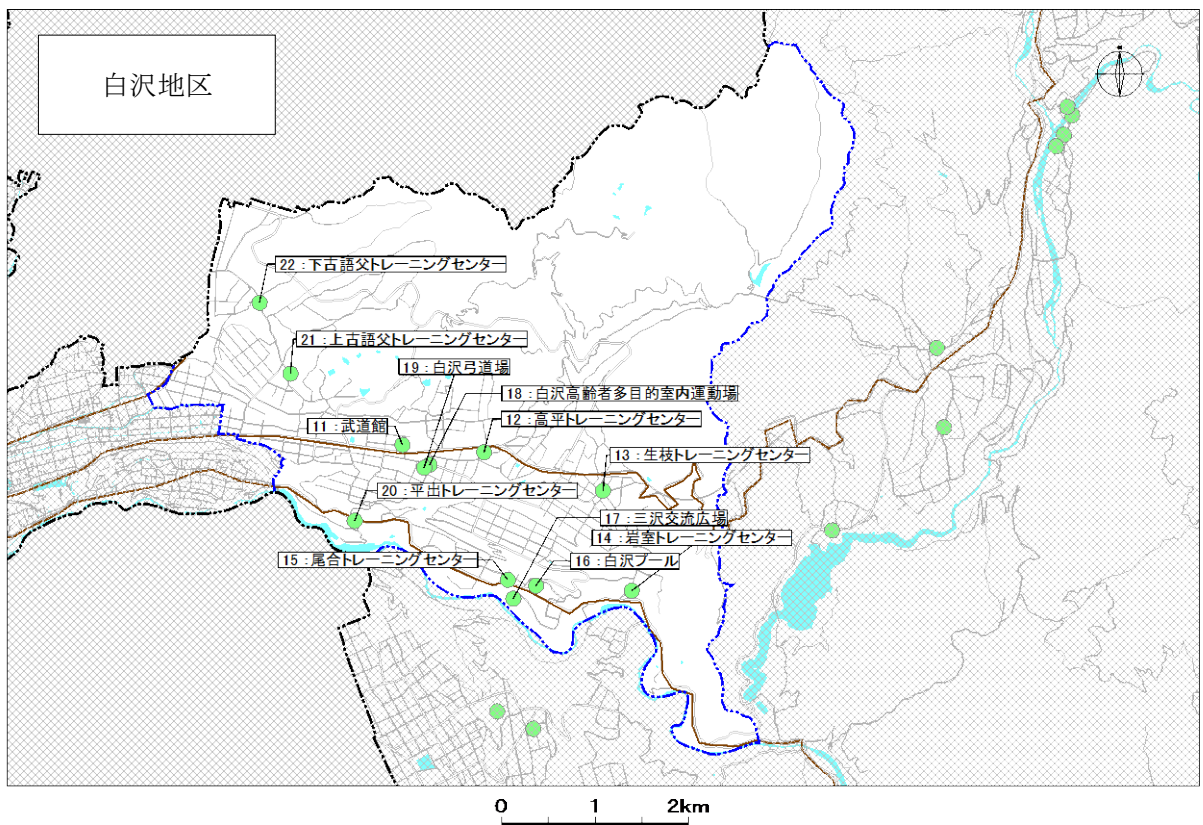 白沢地区
22：下古語父トレーニングセンター
21：上古語父トレーニングセンター
19：白沢弓道場
18：白沢高齢者多目的室内運動場
11：武道館
12：高平トレーニングセンター
13：生枝トレーニングセンター
20：平出トレーニングセンター
17：三沢交流広場
14：岩室トレーニングセンター
15：尾合トレーニングセンター
16：白沢プール
0 1 2km